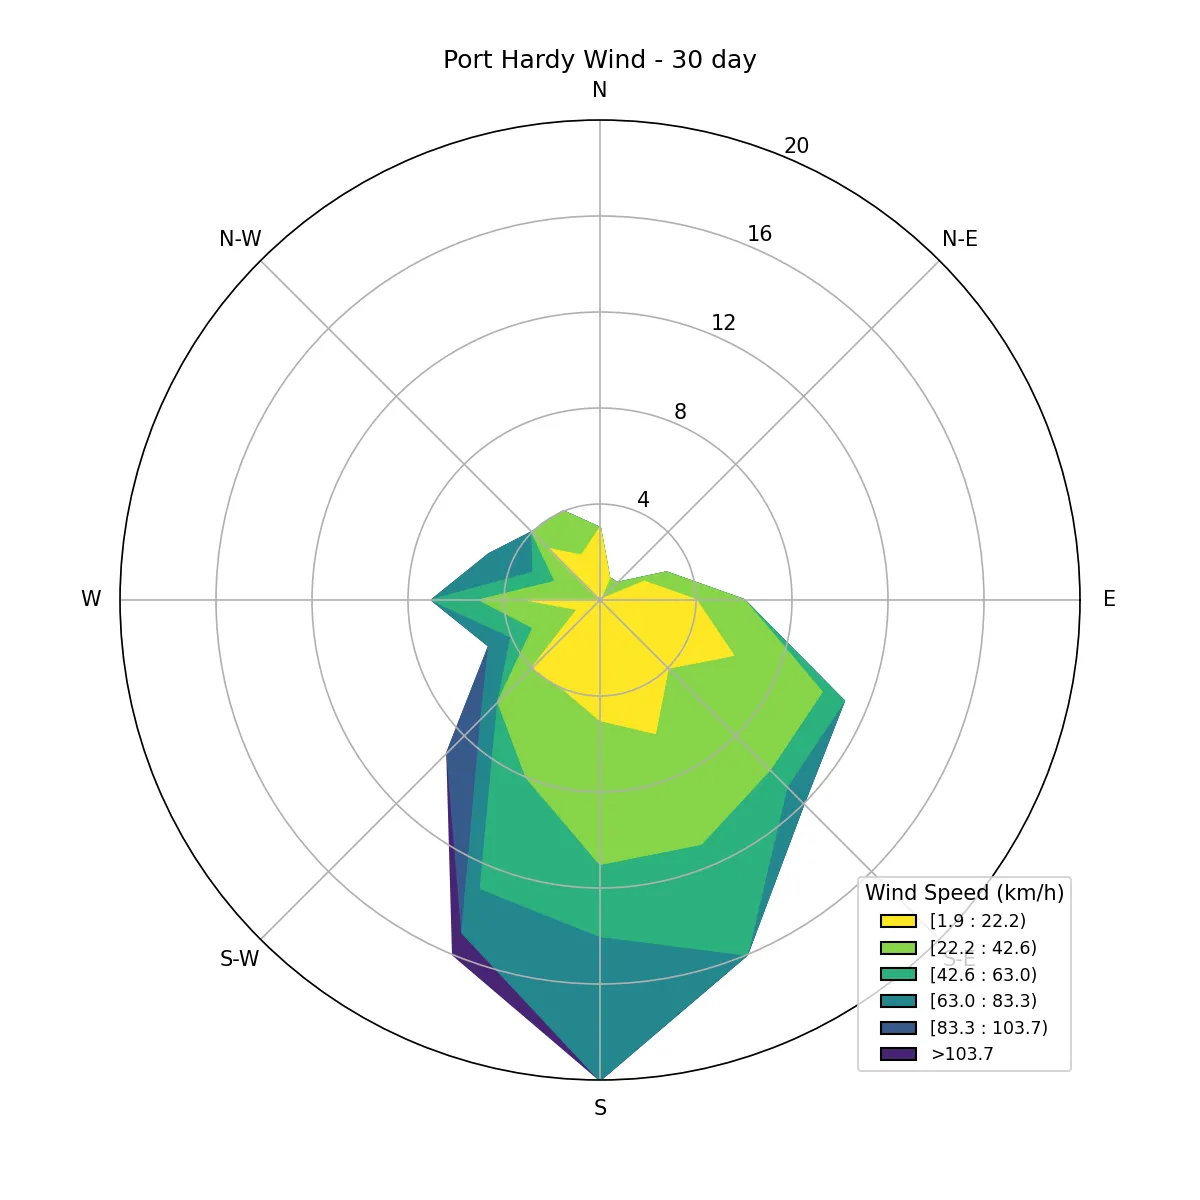 Port Hardy Wind - 30 day
N
20
N-W
16
N-E
12
8
4
W
E
Wind Speed (km/h)
[1.9 : 22.2)
[22.2 : 42.6)
S-W
S-E
[42.6 : 63.0)
[63.0 : 83.3)
[83.3 : 103.7)
>103.7
S